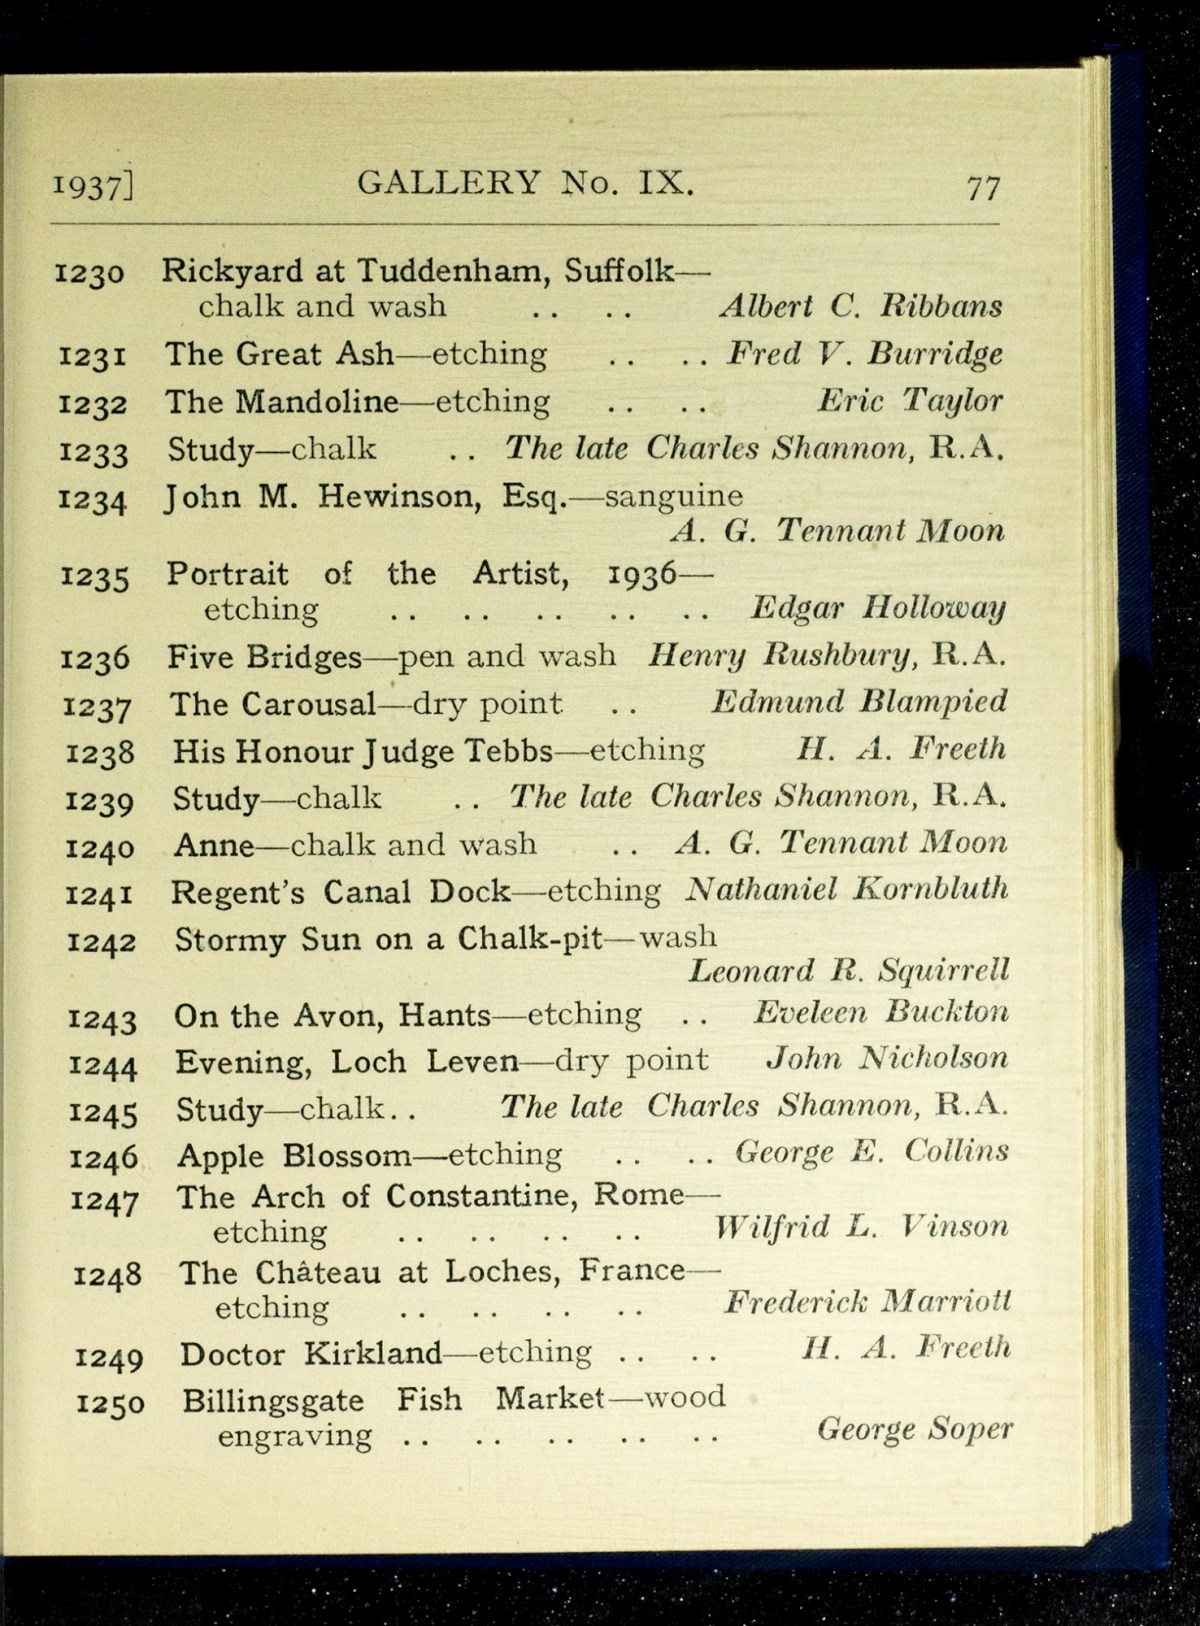 1937] GALLERY No. IX. 77
1230 Rickyard at Tuddenham, Suffolk—
chalk and wash .. .. Albert C. Ribbans
1231 The Great Ash—etching .. .. Fred V. Burridge
1232 The Mandoline—etching .. .. Eric Taylor
1233 Study—chalk .. The late Charles Shannon, R.A.
1234 John M. Hewinson, Esq.—sanguine
A. G. Tennant Moon
1235 Portrait of the Artist, 1936—
etching .. .. .. .. .. Edgar Holloway
1236 Five Bridges—pen and wash Henry Rushbury, R.A.
1237 The Carousal—dry point .. Edmund Blampied
1238 His Honour Judge Tebbs—etching H. A. Freeth
1239 Study—chalk .. The late Charles Shannon, R.A.
1240 Anne—chalk and wash .. A. G. Tennant Moon
1241 Regent's Canal Dock—etching Nathaniel Kornbluth
1242 Stormy Sun on a Chalk-pit—wash
Leonard R. Squirrell
1243 On the Avon, Hants—etching .. Eveleen Buckton
1244 Evening, Loch Leven—dry point John Nicholson
1245 Study—chalk.. The late Charles Shannon, R.A.
1246 Apple Blossom—etching .. .. George E. Collins
1247 The Arch of Constantine, Rome—
etching .. .. .. .. Wilfrid L. Vinson
1248 The Château at Loches, France—
etching .. .. .. .. Frederick Marriott
1249 Doctor Kirkland—etching .. .. H. A. Freeth
1250 Billingsgate Fish Market—wood
engraving .. .. .. .. .. George Soper